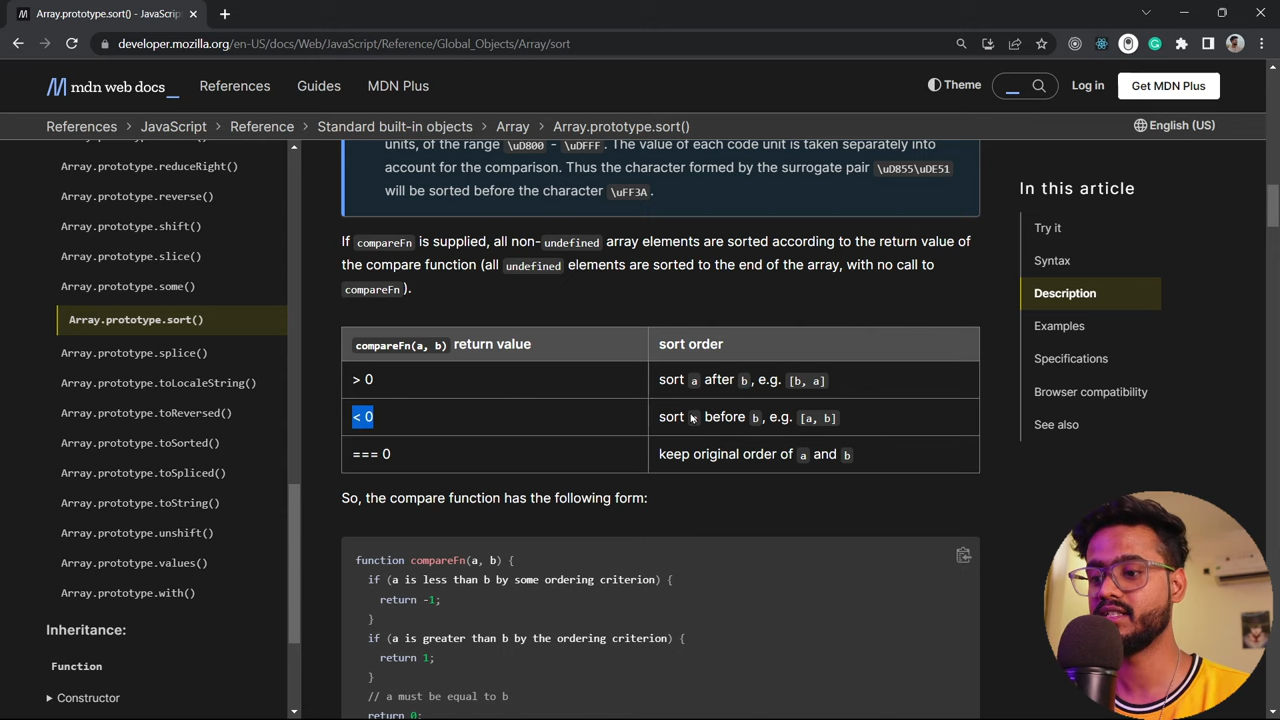 Array.prototype.sort() - JavaScrip
developer.mozilla.org/en-US/docs/Web/JavaScript/Reference/Global_Objects/Array/sort
mdn web docs _
References
Guides
MDN Plus
Theme
Log in
Get MDN Plus
References > JavaScript > Reference > Standard built-in objects > Array > Array.prototype.sort()
English (US)
Array.prototype.reduceRight()
Array.prototype.reverse()
Array.prototype.shift()
Array.prototype.slice()
Array.prototype.some()
Array.prototype.sort()
Array.prototype.splice()
Array.prototype.toLocaleString()
Array.prototype.toReversed()
Array.prototype.toSorted()
Array.prototype.toSpliced()
Array.prototype.toString()
Array.prototype.unshift()
Array.prototype.values()
Array.prototype.with()
Inheritance:
Function
Constructor
units, of the range \uD800 - \uDFFF. The value of each code unit is taken separately into
account for the comparison. Thus the character formed by the surrogate pair \uD855\uDE51
will be sorted before the character \uFF3A.
If compareFn is supplied, all non-undefined array elements are sorted according to the return value of
the compare function (all undefined elements are sorted to the end of the array, with no call to
compareFn).
compareFn(a, b) return value
sort order
> 0
sort a after b, e.g. [b, a]
< 0
sort before b, e.g. [a, b]
=== 0
keep original order of a and b
So, the compare function has the following form:
function compareFn(a, b) {
if (a is less than b by some ordering criterion) {
return -1;
}
if (a is greater than b by the ordering criterion) {
return 1;
}
// a must be equal to b
return 0;
In this article
Try it
Syntax
Description
Examples
Specifications
Browser compatibility
See also